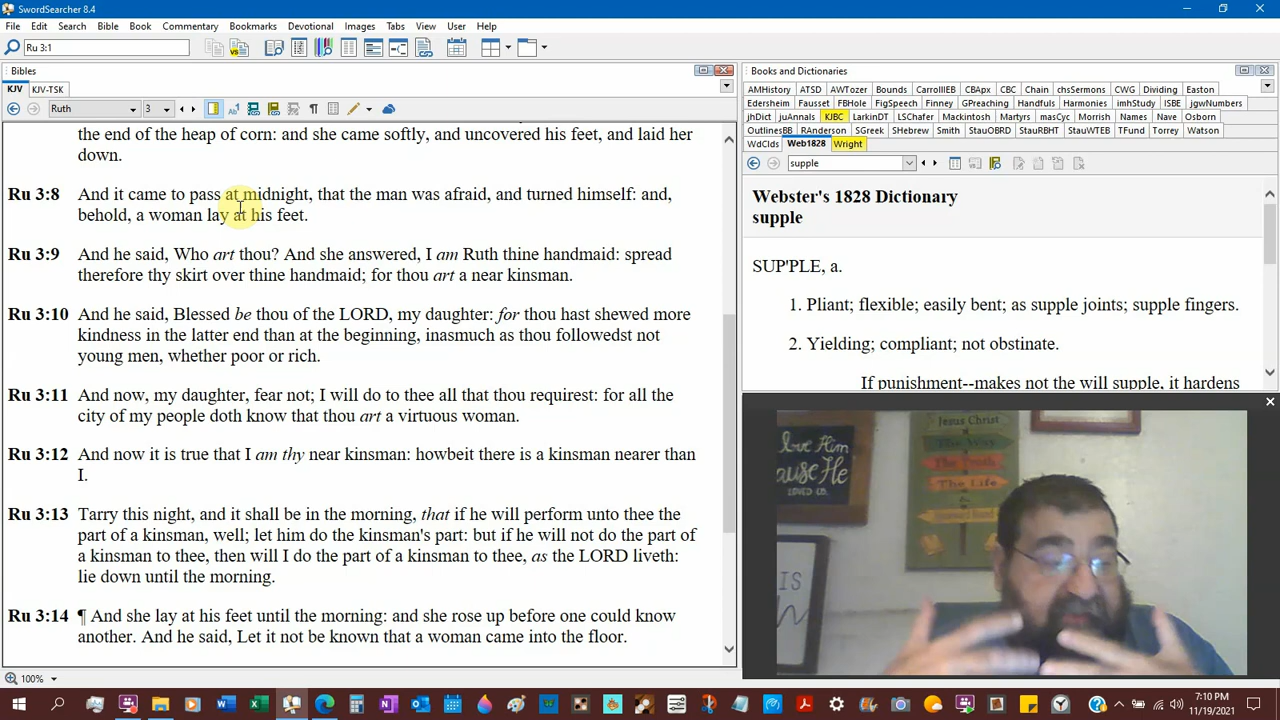 SwordSearcher 8.4
File Edit Search Bible Book Commentary Bookmarks Devotional Images Tabs View User Help
Ru 3:1
Bibles
KJV KJV-TSK
Ruth 3
the end of the heap of corn: and she came softly, and uncovered his feet, and laid her
down.
Ru 3:8 And it came to pass at midnight, that the man was afraid, and turned himself: and,
behold, a woman lay at his feet.
Ru 3:9 And he said, Who art thou? And she answered, I am Ruth thine handmaid: spread
therefore thy skirt over thine handmaid; for thou art a near kinsman.
Ru 3:10 And he said, Blessed be thou of the LORD, my daughter: for thou hast shewed more
kindness in the latter end than at the beginning, inasmuch as thou followedst not
young men, whether poor or rich.
Ru 3:11 And now, my daughter, fear not; I will do to thee all that thou requirest: for all the
city of my people doth know that thou art a virtuous woman.
Ru 3:12 And now it is true that I am thy near kinsman: howbeit there is a kinsman nearer than
I.
Ru 3:13 Tarry this night, and it shall be in the morning, that if he will perform unto thee the
part of a kinsman, well; let him do the kinsman's part: but if he will not do the part of
a kinsman to thee, then will I do the part of a kinsman to thee, as the LORD liveth:
lie down until the morning.
Ru 3:14 ¶ And she lay at his feet until the morning: and she rose up before one could know
another. And he said, Let it not be known that a woman came into the floor.
100%
Books and Dictionaries
AMHistory ATSD AWTozer Bounds CarrollEIB CBApx CBC Chain chsSermons CWG Dividing Easton
Edersheim Fausset FBHole FigSpeech Finney GPreaching Handfuls Harmonies imhStudy ISBE jgwNumbers
jhDict juAnnals KJBC LarkinDT LSChafer Mackintosh Martyrs masCyc Morrish Names Nave Osborn
OutlinesBB RAnderson SGreek SHebrew Smith StauOBRD StauRBHT StauWTEB TFund Torrey Watson
WdClds Web1828 Wright
supple
Webster's 1828 Dictionary
supple
SUP'PLE, a.
1. Pliant; flexible; easily bent; as supple joints; supple fingers.
2. Yielding; compliant; not obstinate.
If punishment--makes not the will supple, it hardens
love Him
cause He
LOVED US.
Jesus Christ
The Way
The Truth
The Life
7:10 PM
11/19/2021